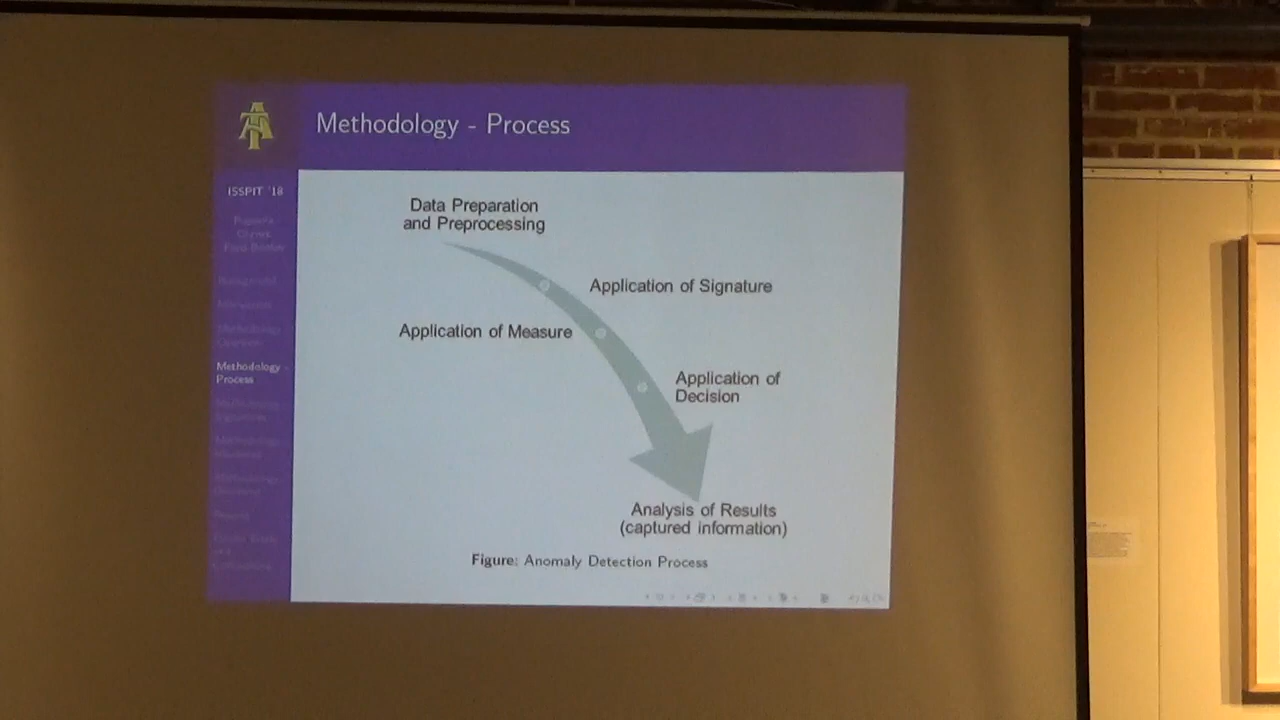 Methodology - Process
ISSPIT '18
Methodology -
Process
Data Preparation
and Preprocessing
Application of Signature
Application of Measure
Application of
Decision
Analysis of Results
(captured information)
Figure: Anomaly Detection Process